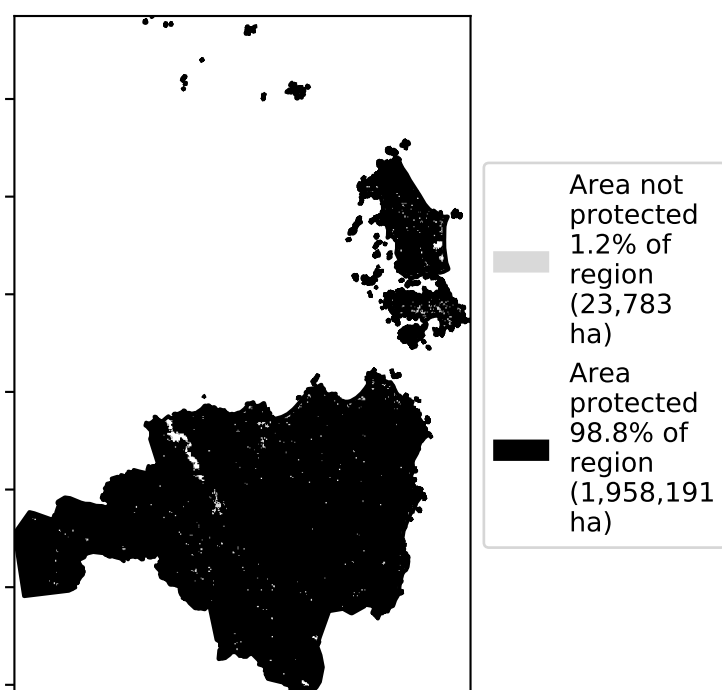 Area not
protected
1.2% of
region
(23,783
ha)
Area
protected
98.8% of
region
(1,958,191
ha)